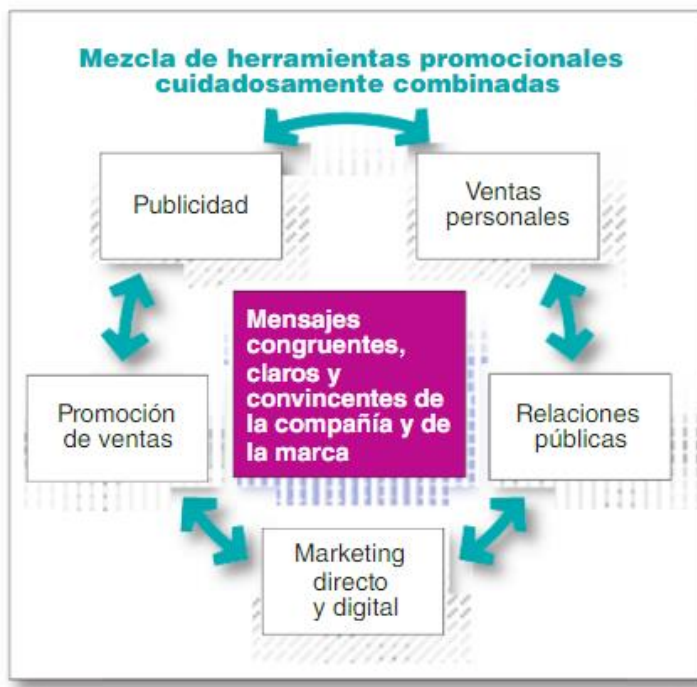 Mezcla de herramientas promocionales
cuidadosamente combinadas
Publicidad
Ventas
personales
Mensajes
congruentes,
claros y
convincentes de
la compañía y de
la marca
Promoción
de ventas
Relaciones
públicas
Marketing
directo
y digital